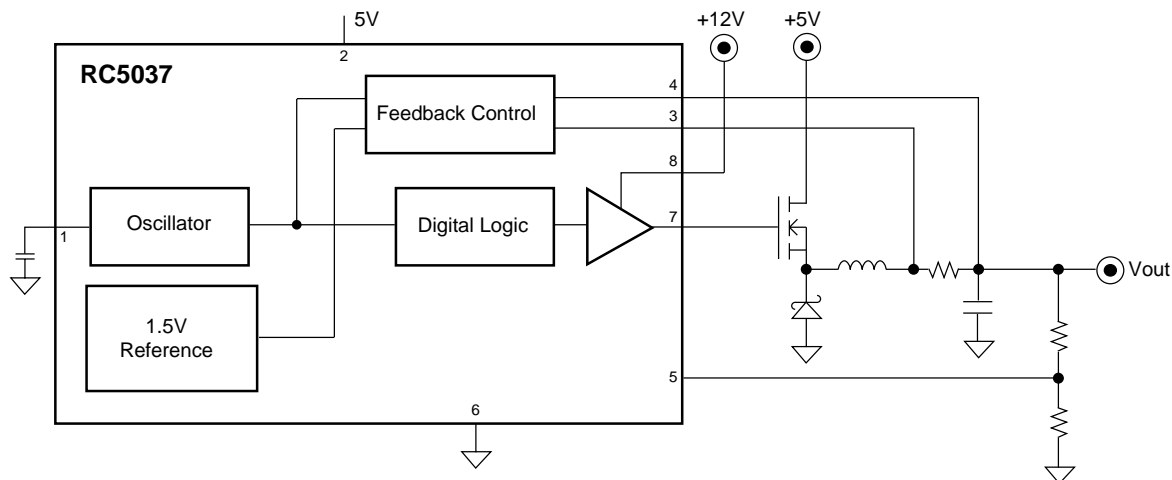 5V
+12V
+5V
2
RC5037
4
Feedback Control
3
8
Oscillator
Digital Logic
7
1
Vout
1.5V
Reference
5
6